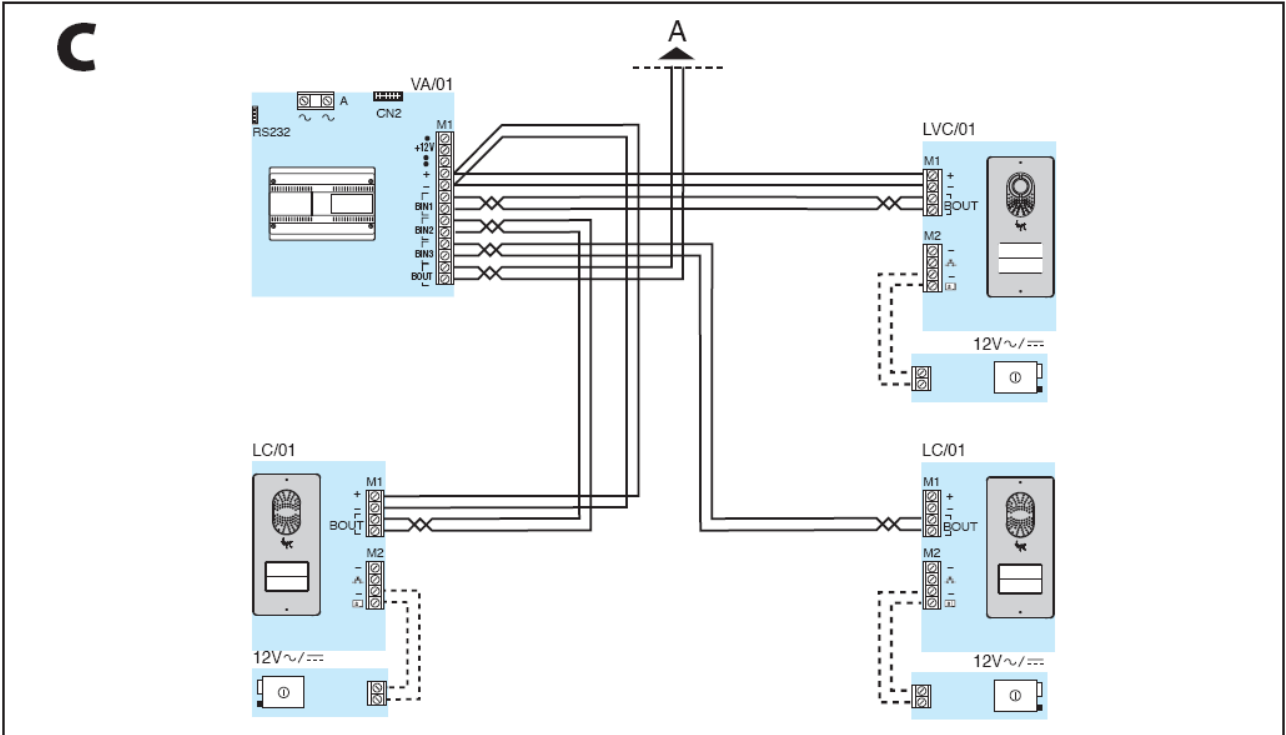 C
A
VA/01
A
CN2
RS232
M1
+12V
+
–
BIN1
BIN2
BIN3
BOUT
LVC/01
M1
+
–
BOUT
M2
–
–
12V~/⎓
LC/01
M1
+
–
BOUT
M2
–
–
12V~/⎓
LC/01
M1
+
–
BOUT
M2
–
–
12V~/⎓